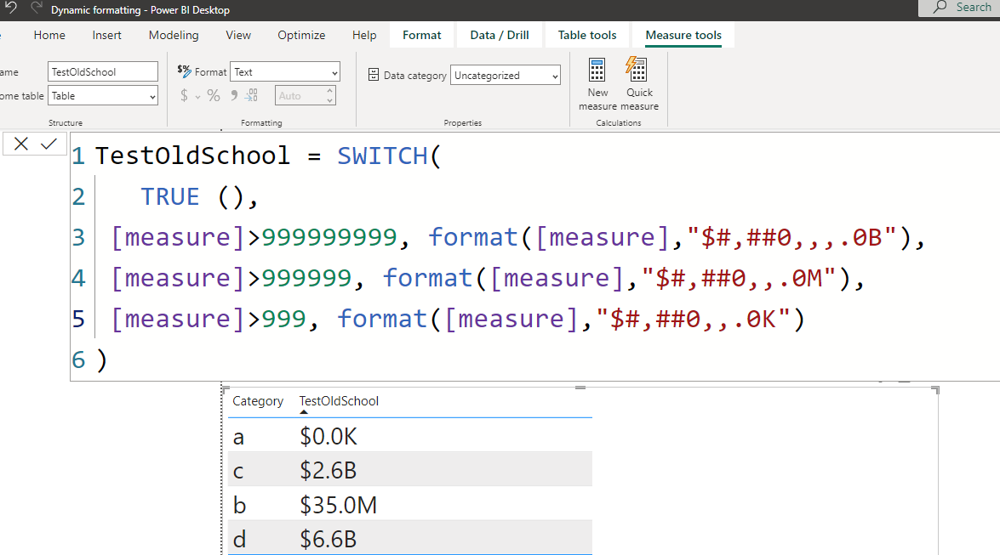 Dynamic formatting - Power BI Desktop
Search
Home Insert Modeling View Optimize Help Format Data / Drill Table tools Measure tools
ame TestOldSchool
$% Format Text
Data category Uncategorized
New measure
Quick measure
ome table Table
$ % Auto
Structure
Formatting
Properties
Calculations
1 TestOldSchool = SWITCH(
2 TRUE (),
3 [measure]>999999999, format([measure],"$#,##0,,,.0B"),
4 [measure]>999999, format([measure],"$#,##0,,.0M"),
5 [measure]>999, format([measure],"$#,##0,,.0K")
6 )
Category TestOldSchool
a $0.0K
c $2.6B
b $35.0M
d $6.6B